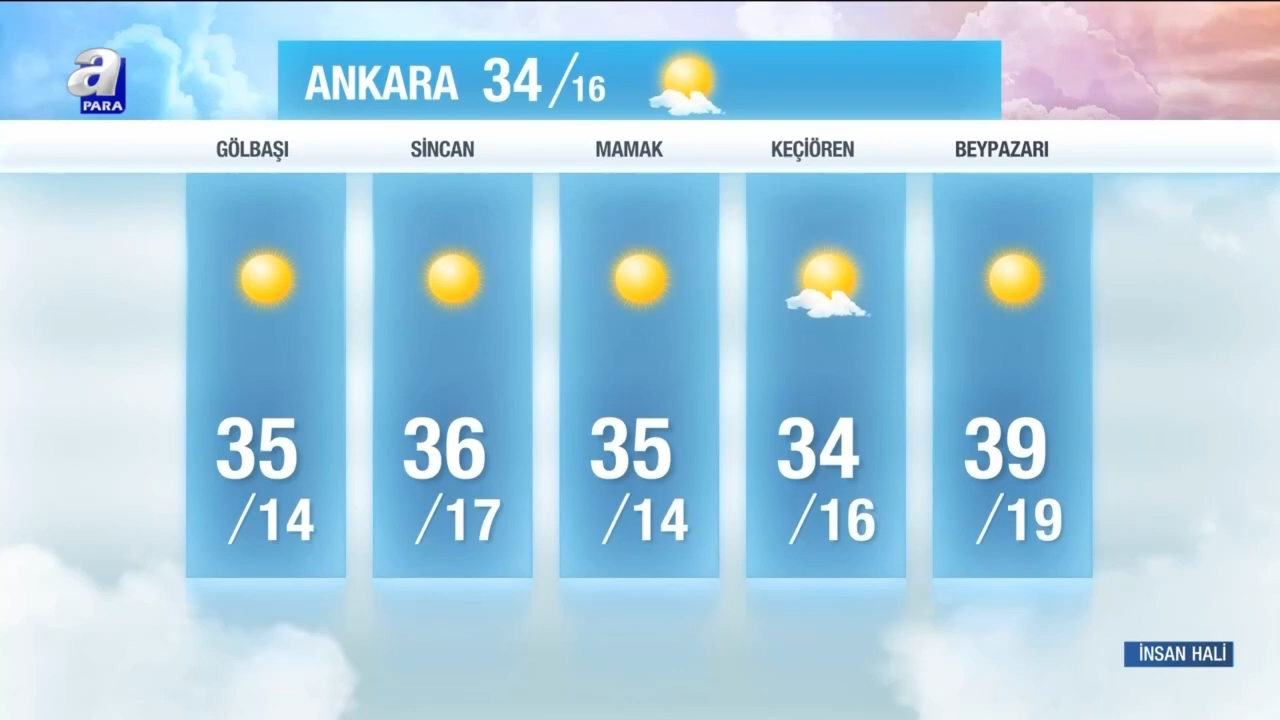 a
PARA
ANKARA 34/16
GÖLBAŞI SİNCAN MAMAK KEÇİÖREN BEYPAZARI
35 36 35 34 39
/14 /17 /14 /16 /19
İNSAN HALİ